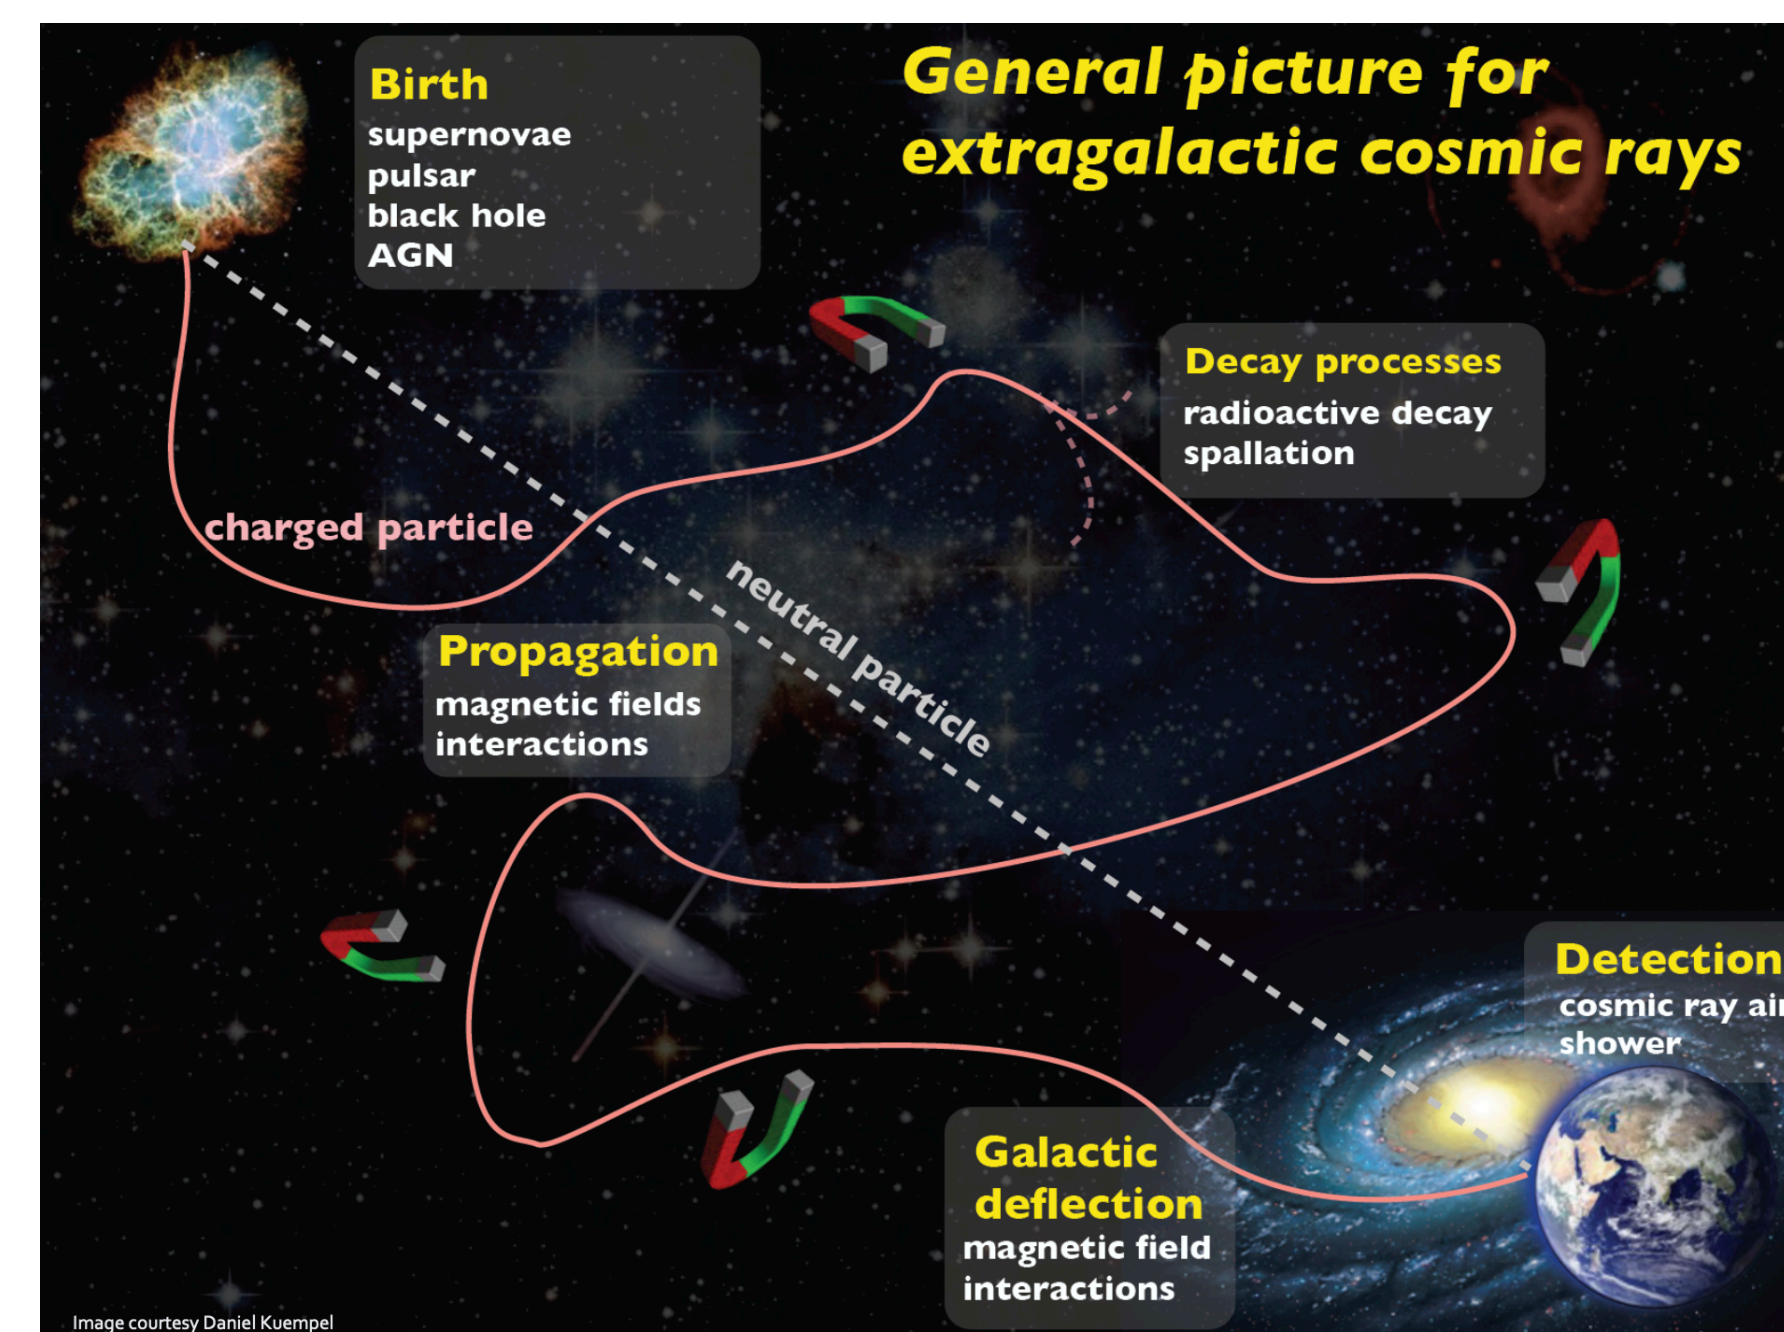 General picture for
extragalactic cosmic rays
Birth
supernovae
pulsar
black hole
AGN
Decay processes
radioactive decay
spallation
charged particle
neutral particle
Propagation
magnetic fields
interactions
Detection
cosmic ray air
shower
Galactic
deflection
magnetic field
interactions
Image courtesy Daniel Kuempel